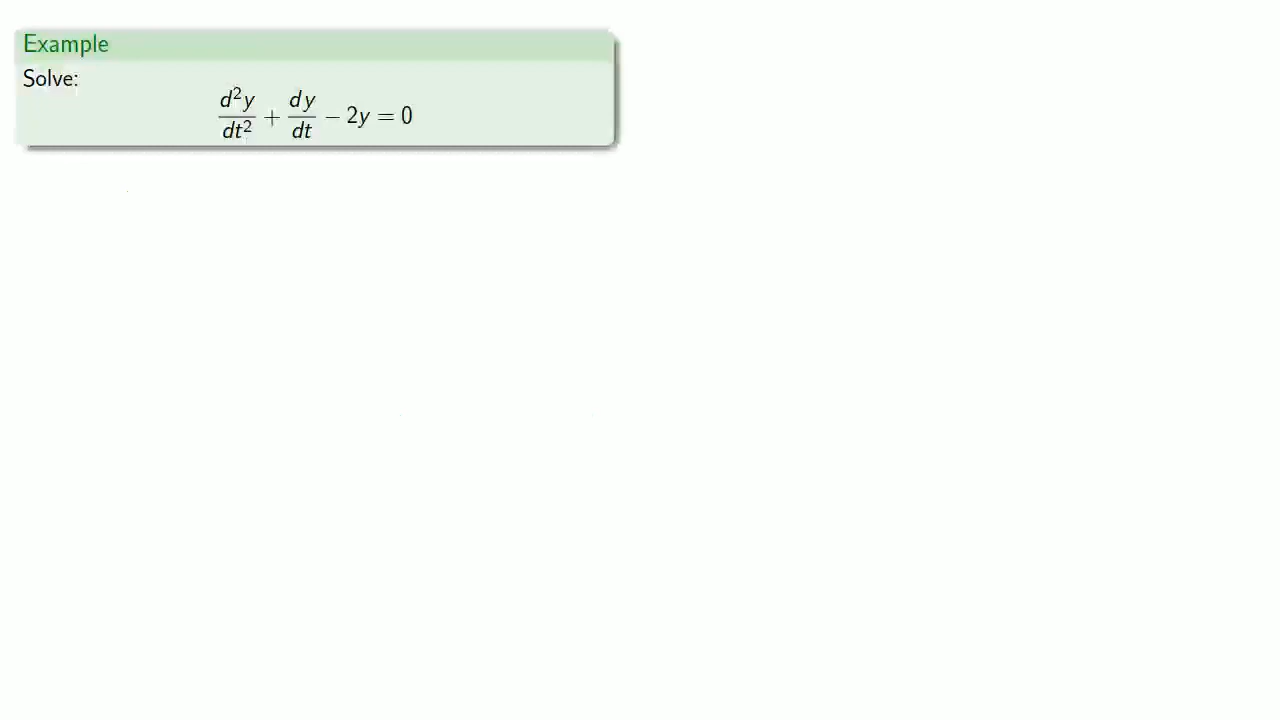 Example
Solve:
d²y/dt² + dy/dt − 2y = 0